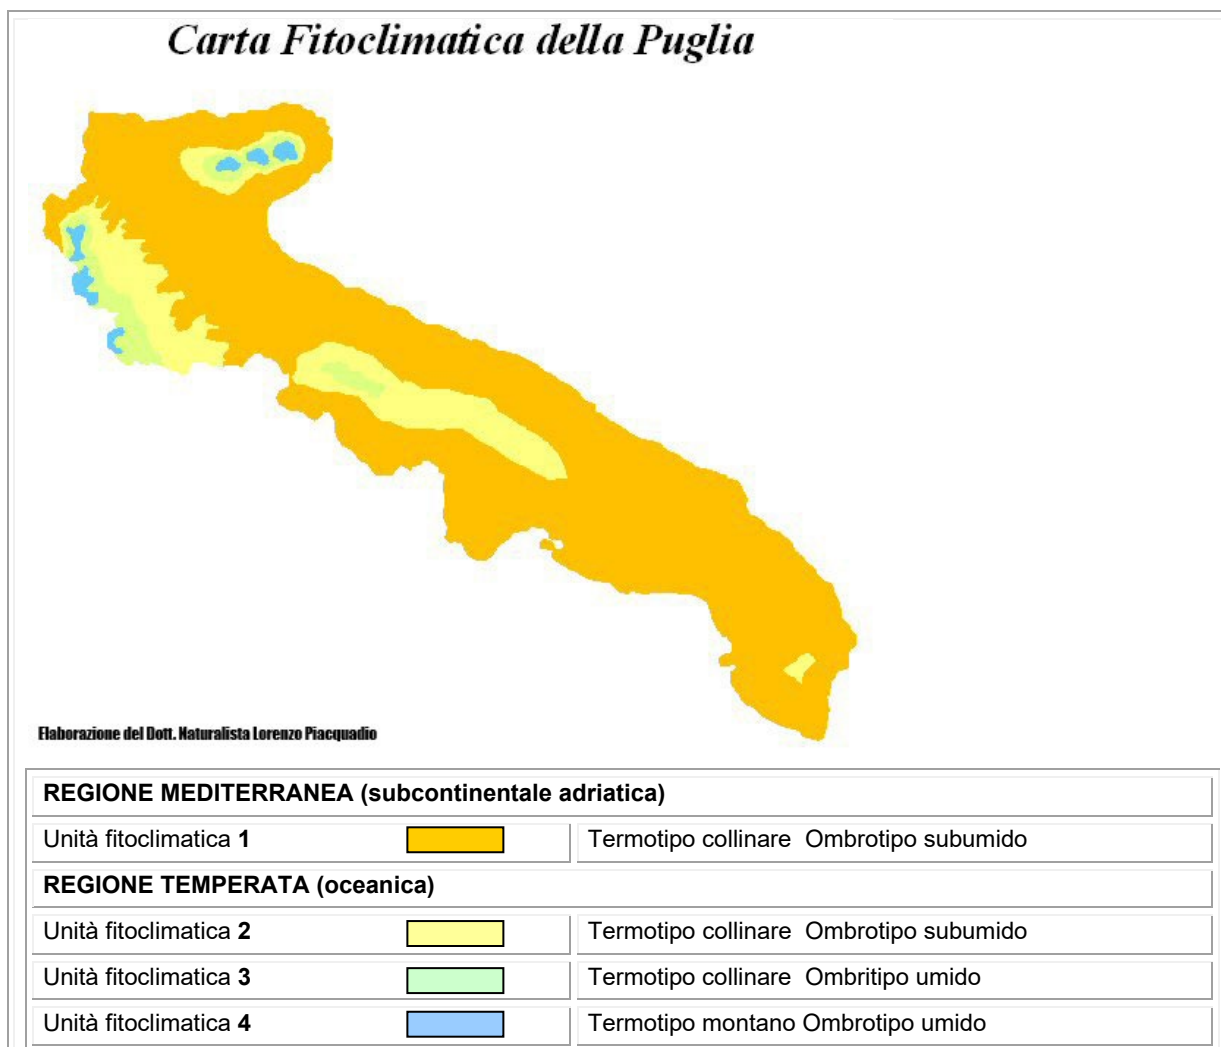 Carta Fitoclimatica della Puglia
Elaborazione del Dott. Naturalista Lorenzo Piacquadio
REGIONE MEDITERRANEA (subcontinentale adriatica)
Unità fitoclimatica 1 Termotipo collinare Ombrotipo subumido
REGIONE TEMPERATA (oceanica)
Unità fitoclimatica 2 Termotipo collinare Ombrotipo subumido
Unità fitoclimatica 3 Termotipo collinare Ombritipo umido
Unità fitoclimatica 4 Termotipo montano Ombrotipo umido